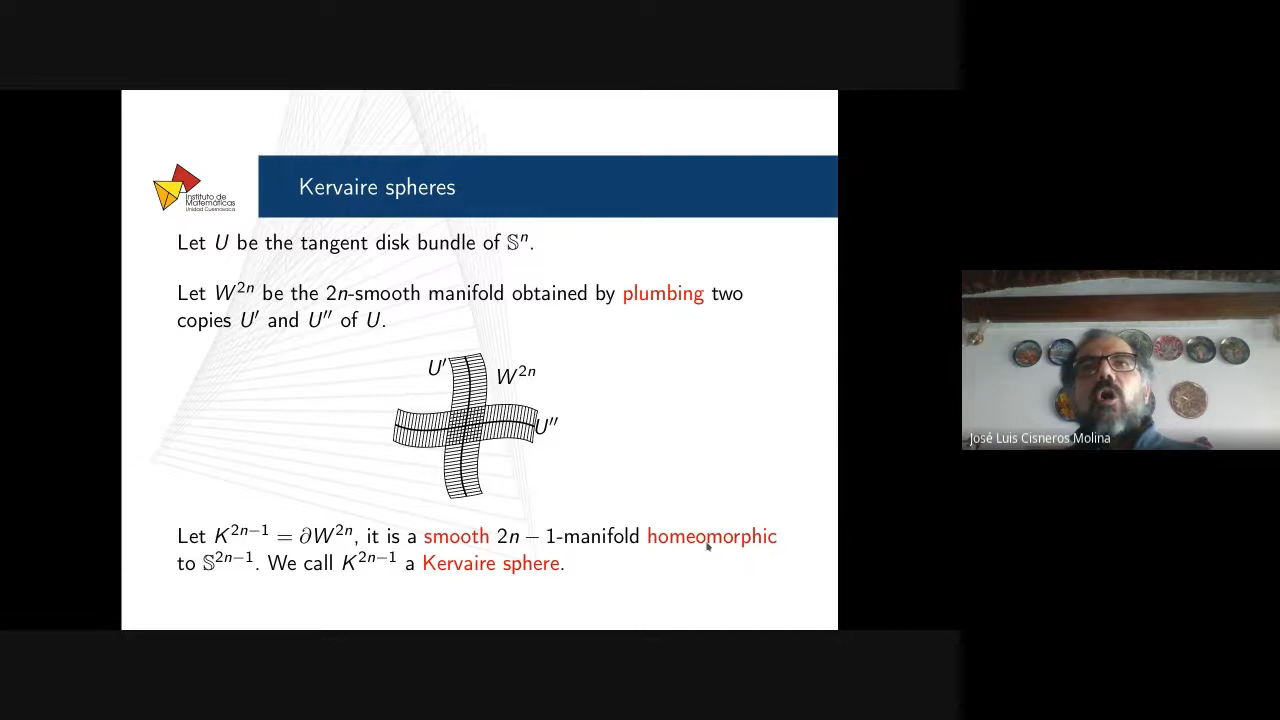 Instituto de
Matemáticas
Unidad Cuernavaca
Kervaire spheres
Let U be the tangent disk bundle of 𝕊ⁿ.
Let W²ⁿ be the 2n-smooth manifold obtained by plumbing two
copies U′ and U″ of U.
U′
W²ⁿ
U″
Let K²ⁿ⁻¹ = ∂W²ⁿ, it is a smooth 2n − 1-manifold homeomorphic
to 𝕊²ⁿ⁻¹. We call K²ⁿ⁻¹ a Kervaire sphere.
José Luis Cisneros Molina